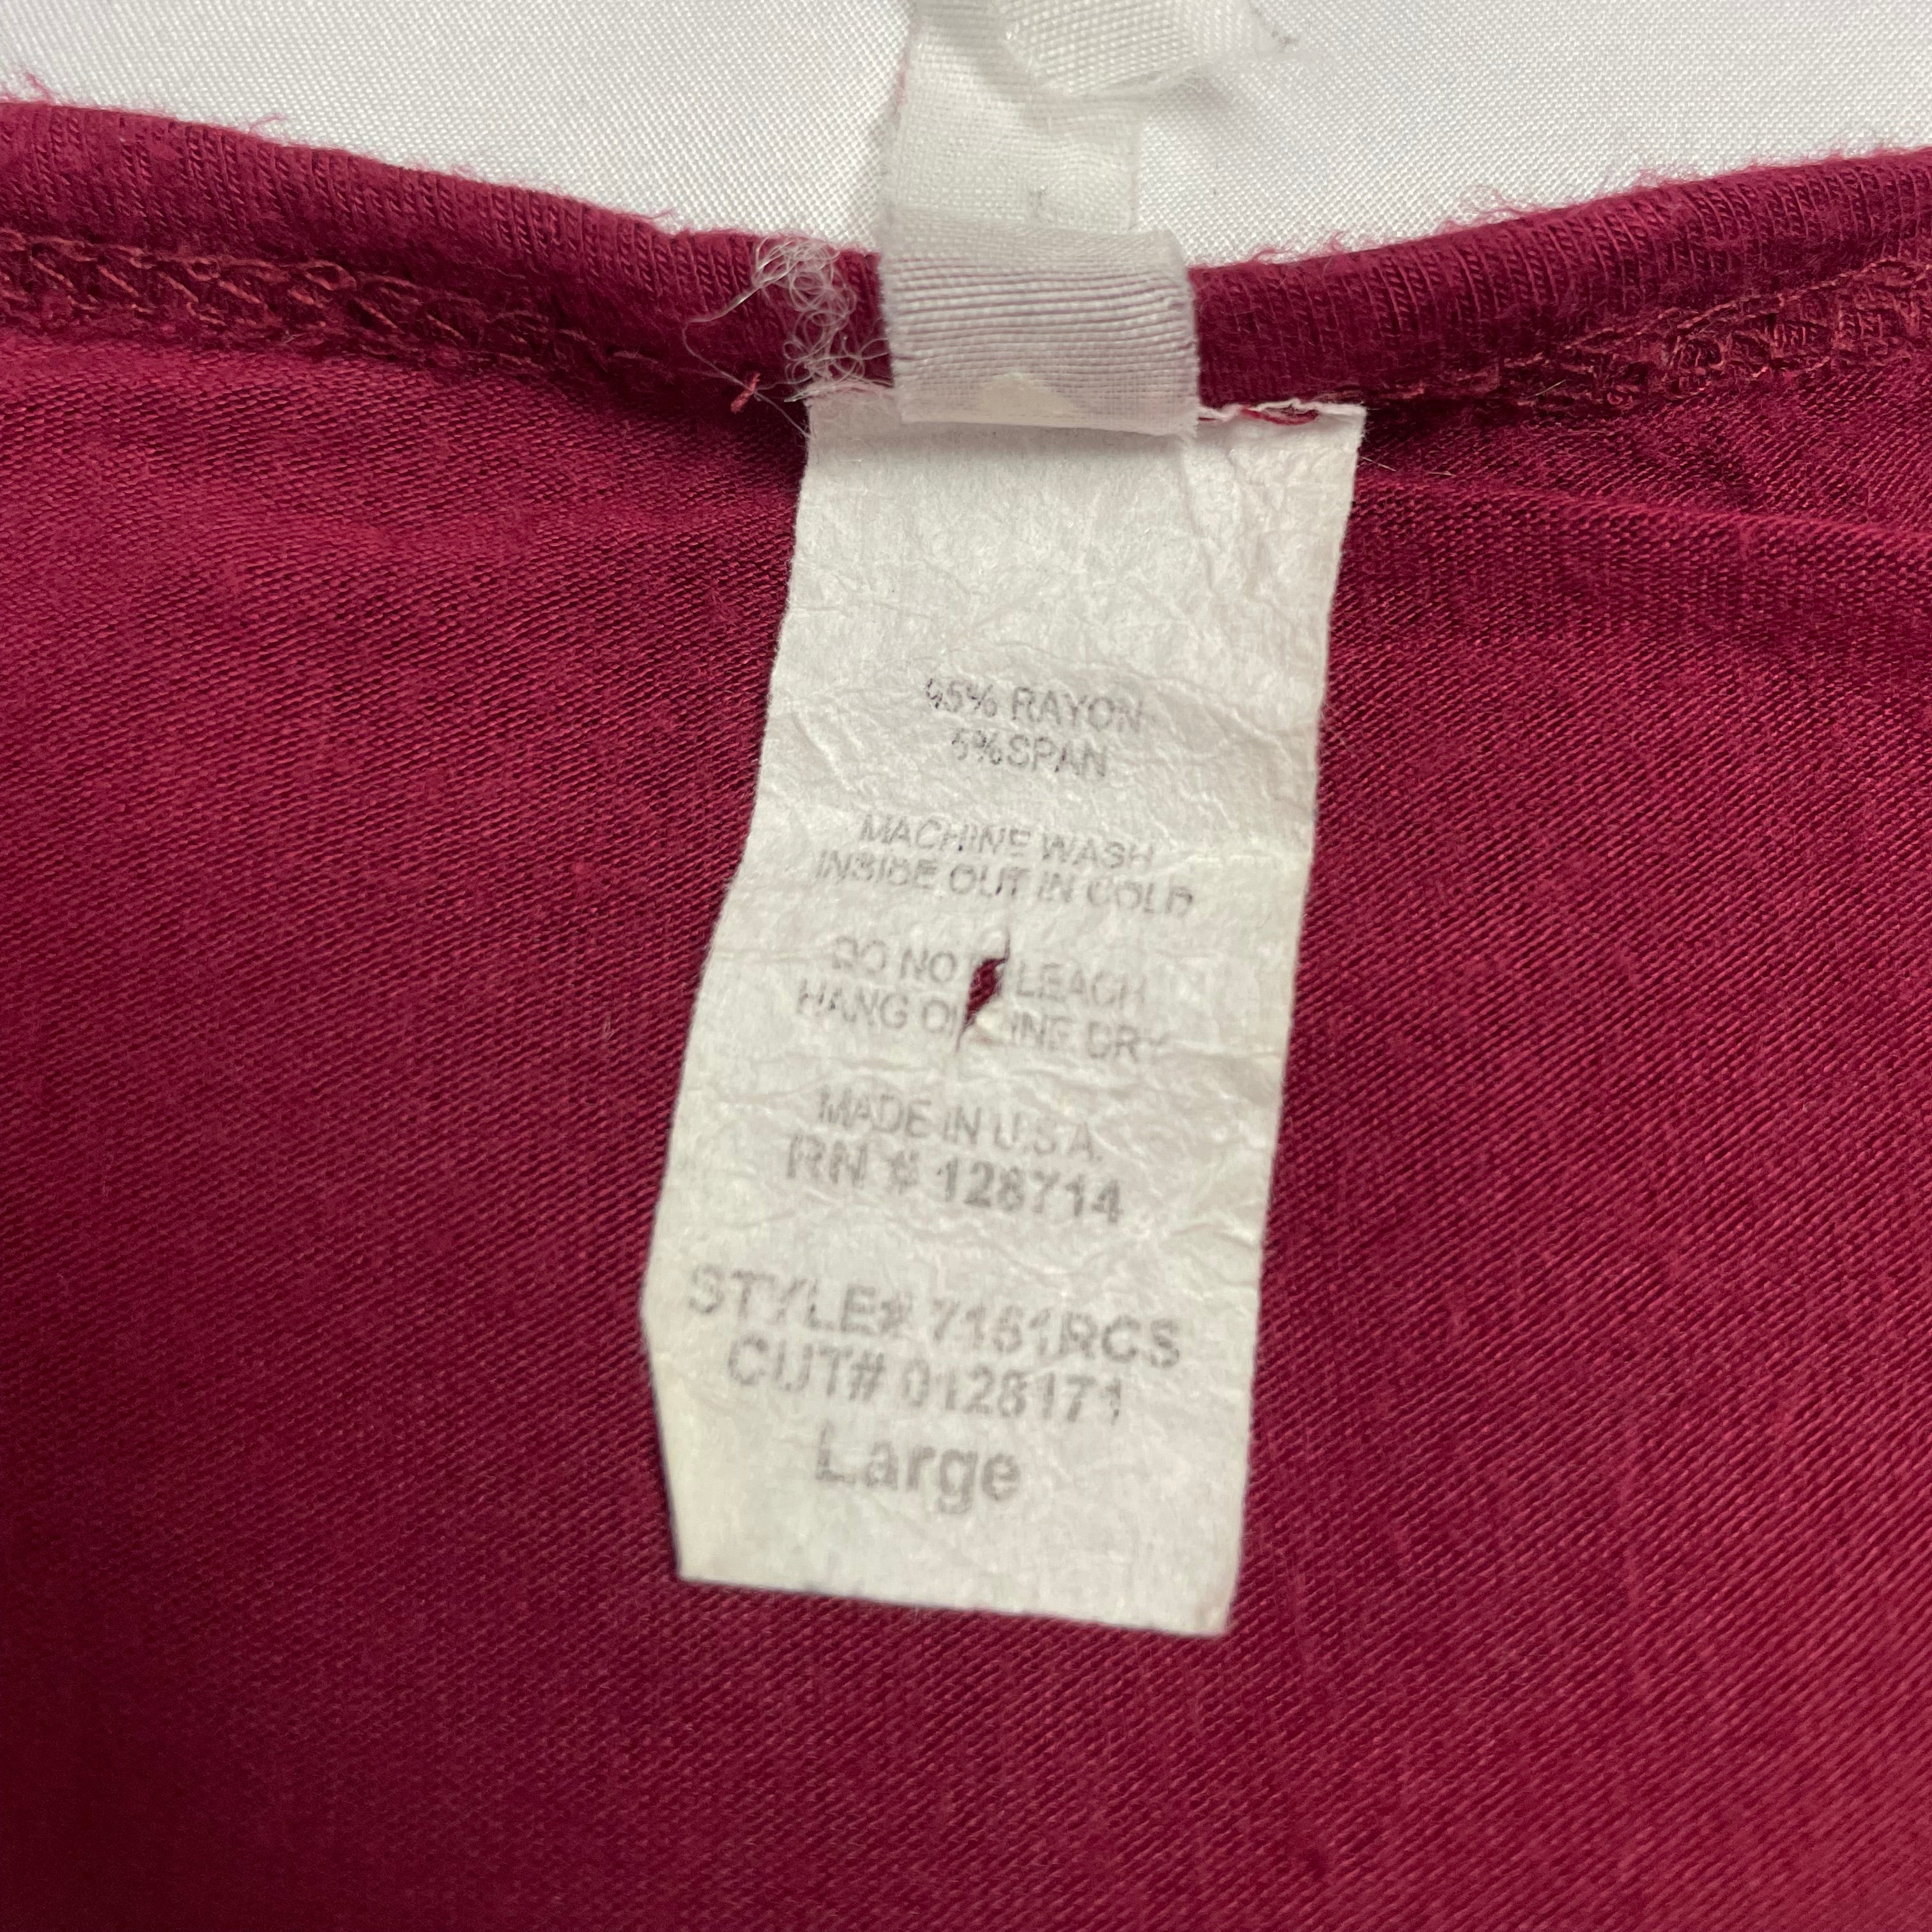 95% RAYON
5%SPAN
MACHINE WASH
INSIDE OUT IN COLD
DO NO BLEACH
HANG OR LINE DRY
MADE IN U.S.A.
RN # 128714
STYLE# 7161RCS
CUT# 0128171
Large